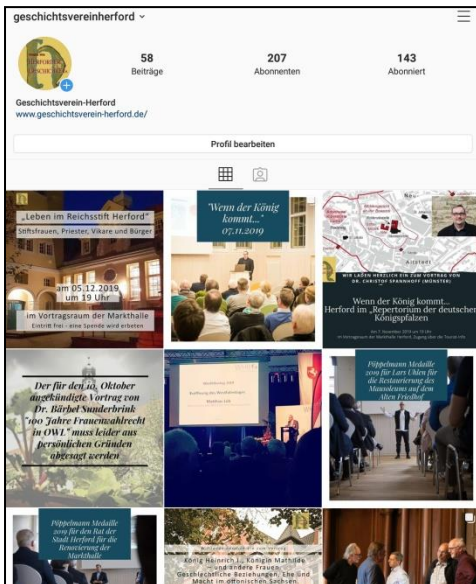 geschichtsvereinherford
HERFORDER
GESCHICHTE
58
207
143
Beiträge
Abonnenten
Abonniert
Geschichtsverein-Herford
www.geschichtsverein-herford.de/
Profil bearbeiten
„Leben im Reichsstift Herford"
Stiftsfrauen, Priester, Vikare und Bürger
am 05.12.2019
um 19 Uhr
im Vortragsraum der Markthalle
Eintritt frei - eine Spende wird erbeten
"Wenn der König
kommt..."
07.11.2019
WIR LADEN HERZLICH EIN ZUM VORTRAG VON
DR. CHRISTOF SPANNHOFF (MÜNSTER)
Wenn der König kommt...
Herford im „Repertorium der deutschen
Königspfalzen
Der für den 10. Oktober
angekündigte Vortrag von
Dr. Bärbel Sunderbrink
"100 Jahre Frauenwahlrecht
in OWL" muss leider aus
persönlichen Gründen
abgesagt werden
Pöppelmann Medaille
2019 für Lars Uhlen für
die Restaurierung des
Mausoleums auf dem
Alten Friedhof
Pöppelmann Medaille
2019 für den Rat der
Stadt Herford für die
Renovierung der
Markthalle
König Heinrich I., Königin Mathilde
– und andere Frauen.
Geschlechtliche Beziehungen, Ehe und
Macht im ottonischen Sachsen.